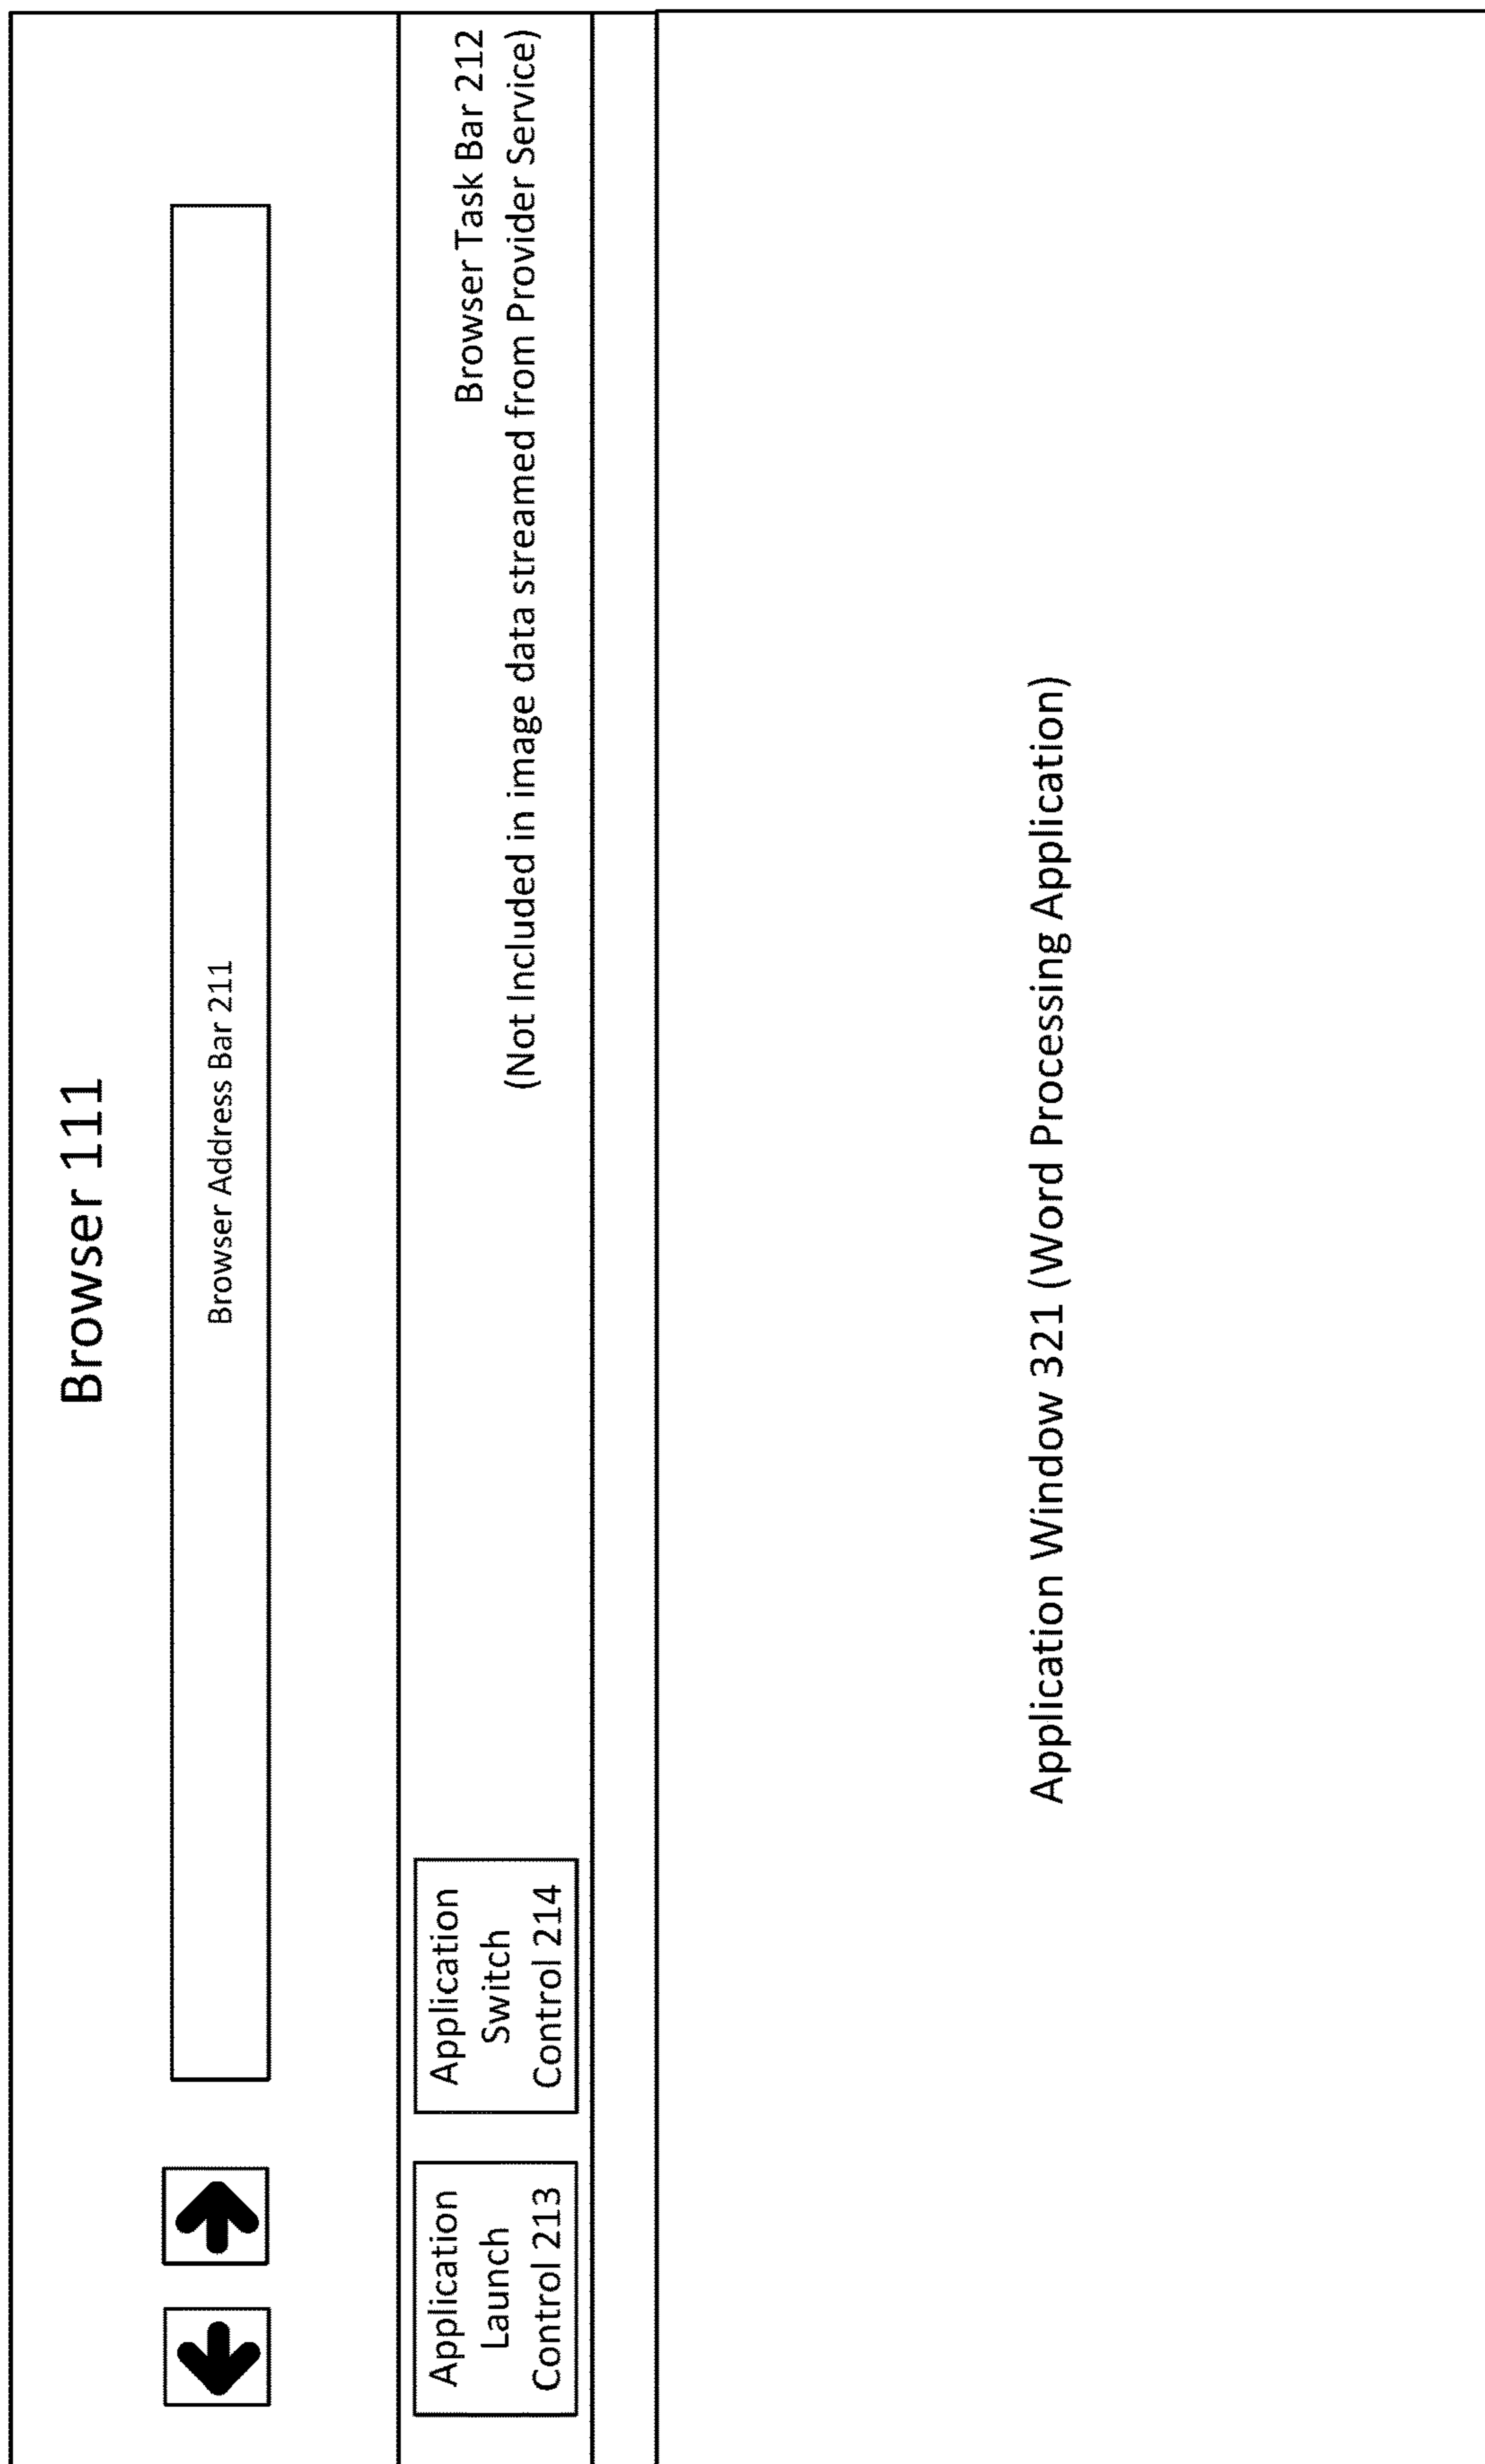 Browser 111
Browser Address Bar 211
Application
Launch
Control 213
Application
Switch
Control 214
Browser Task Bar 212
(Not Included in image data streamed from Provider Service)
Application Window 321 (Word Processing Application)